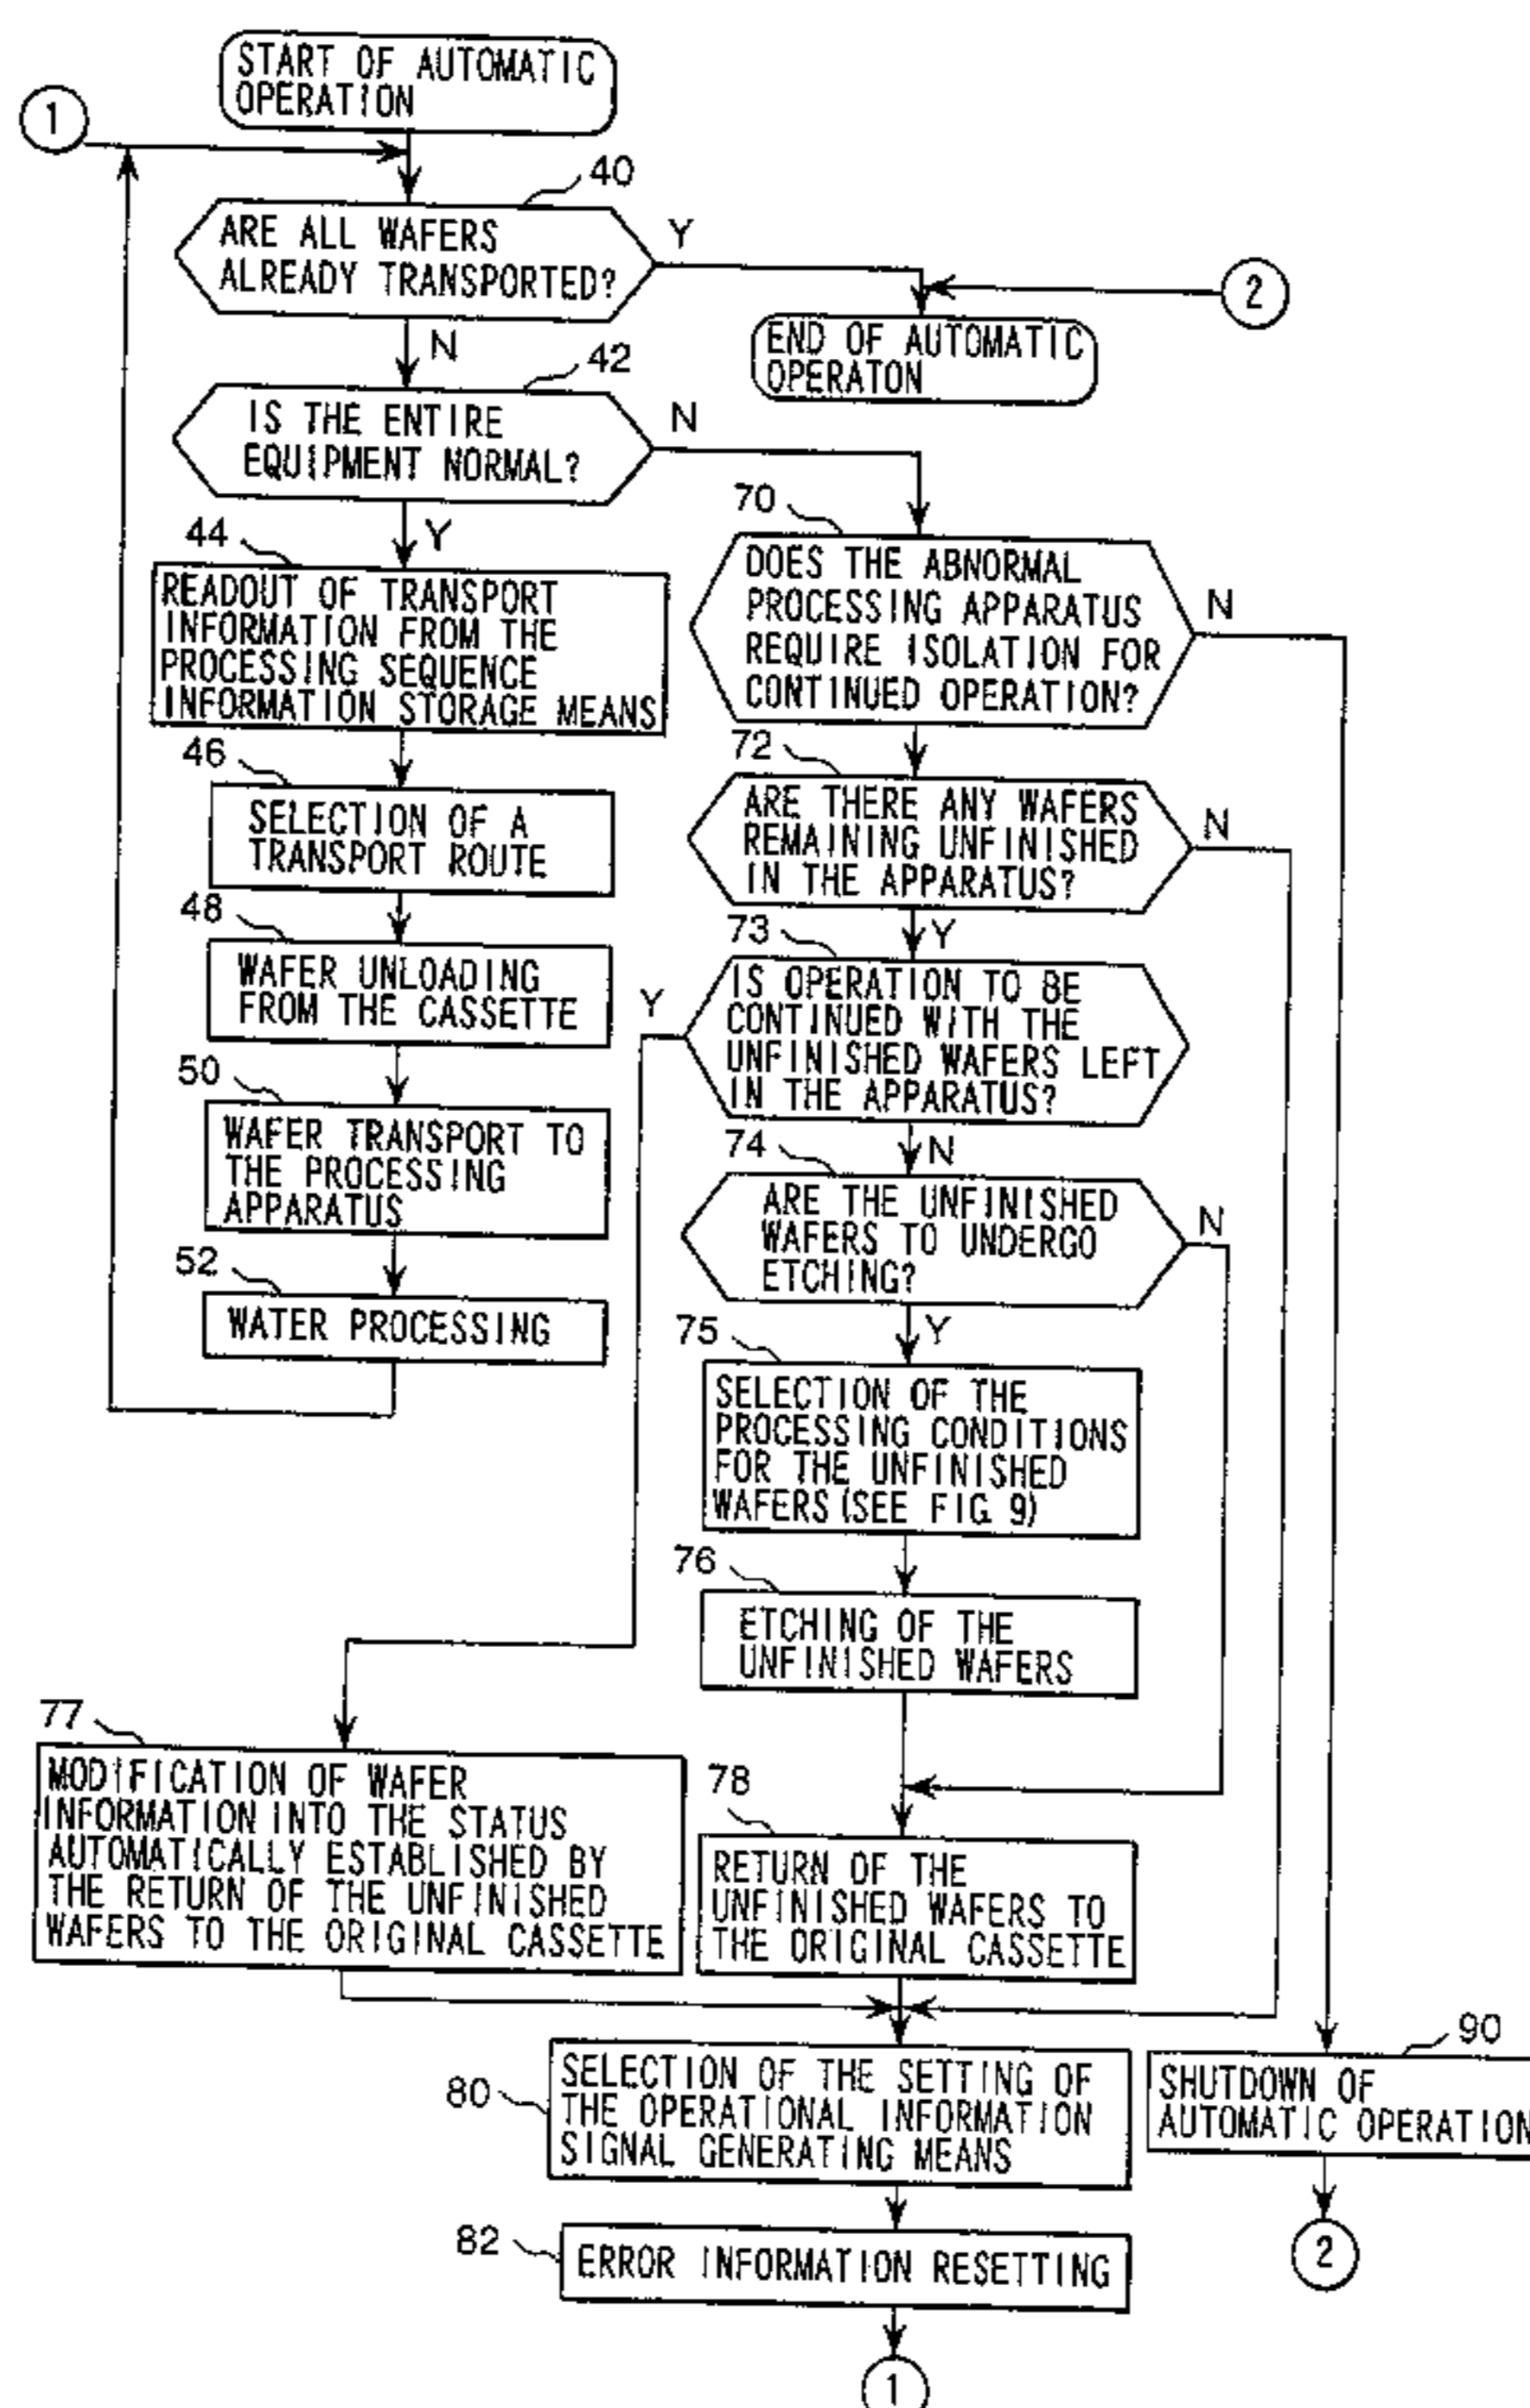 START OF AUTOMATIC
OPERATION
1
40
ARE ALL WAFERS
ALREADY TRANSPORTED?
Y
2
N
END OF AUTOMATIC
OPERATON
42
IS THE ENTIRE
EQUIPMENT NORMAL?
N
Y
44
READOUT OF TRANSPORT
INFORMATION FROM THE
PROCESSING SEQUENCE
INFORMATION STORAGE MEANS
46
SELECTION OF A
TRANSPORT ROUTE
48
WAFER UNLOADING
FROM THE CASSETTE
50
WAFER TRANSPORT TO
THE PROCESSING
APPARATUS
52
WATER PROCESSING
70
DOES THE ABNORMAL
PROCESSING APPARATUS
REQUIRE ISOLATION FOR
CONTINUED OPERATION?
N
72
ARE THERE ANY WAFERS
REMAINING UNFINISHED
IN THE APPARATUS?
N
Y
73
IS OPERATION TO BE
CONTINUED WITH THE
UNFINISHED WAFERS LEFT
IN THE APPARATUS?
Y
N
74
ARE THE UNFINISHED
WAFERS TO UNDERGO
ETCHING?
N
Y
75
SELECTION OF THE
PROCESSING CONDITIONS
FOR THE UNFINISHED
WAFERS (SEE FIG. 9)
76
ETCHING OF THE
UNFINISHED WAFERS
77
MODIFICATION OF WAFER
INFORMATION INTO THE STATUS
AUTOMATICALLY ESTABLISHED BY
THE RETURN OF THE UNFINISHED
WAFERS TO THE ORIGINAL CASSETTE
78
RETURN OF THE
UNFINISHED WAFERS TO
THE ORIGINAL CASSETTE
80
SELECTION OF THE SETTING OF
THE OPERATIONAL INFORMATION
SIGNAL GENERATING MEANS
90
SHUTDOWN OF
AUTOMATIC OPERATION
2
82
ERROR INFORMATION RESETTING
1